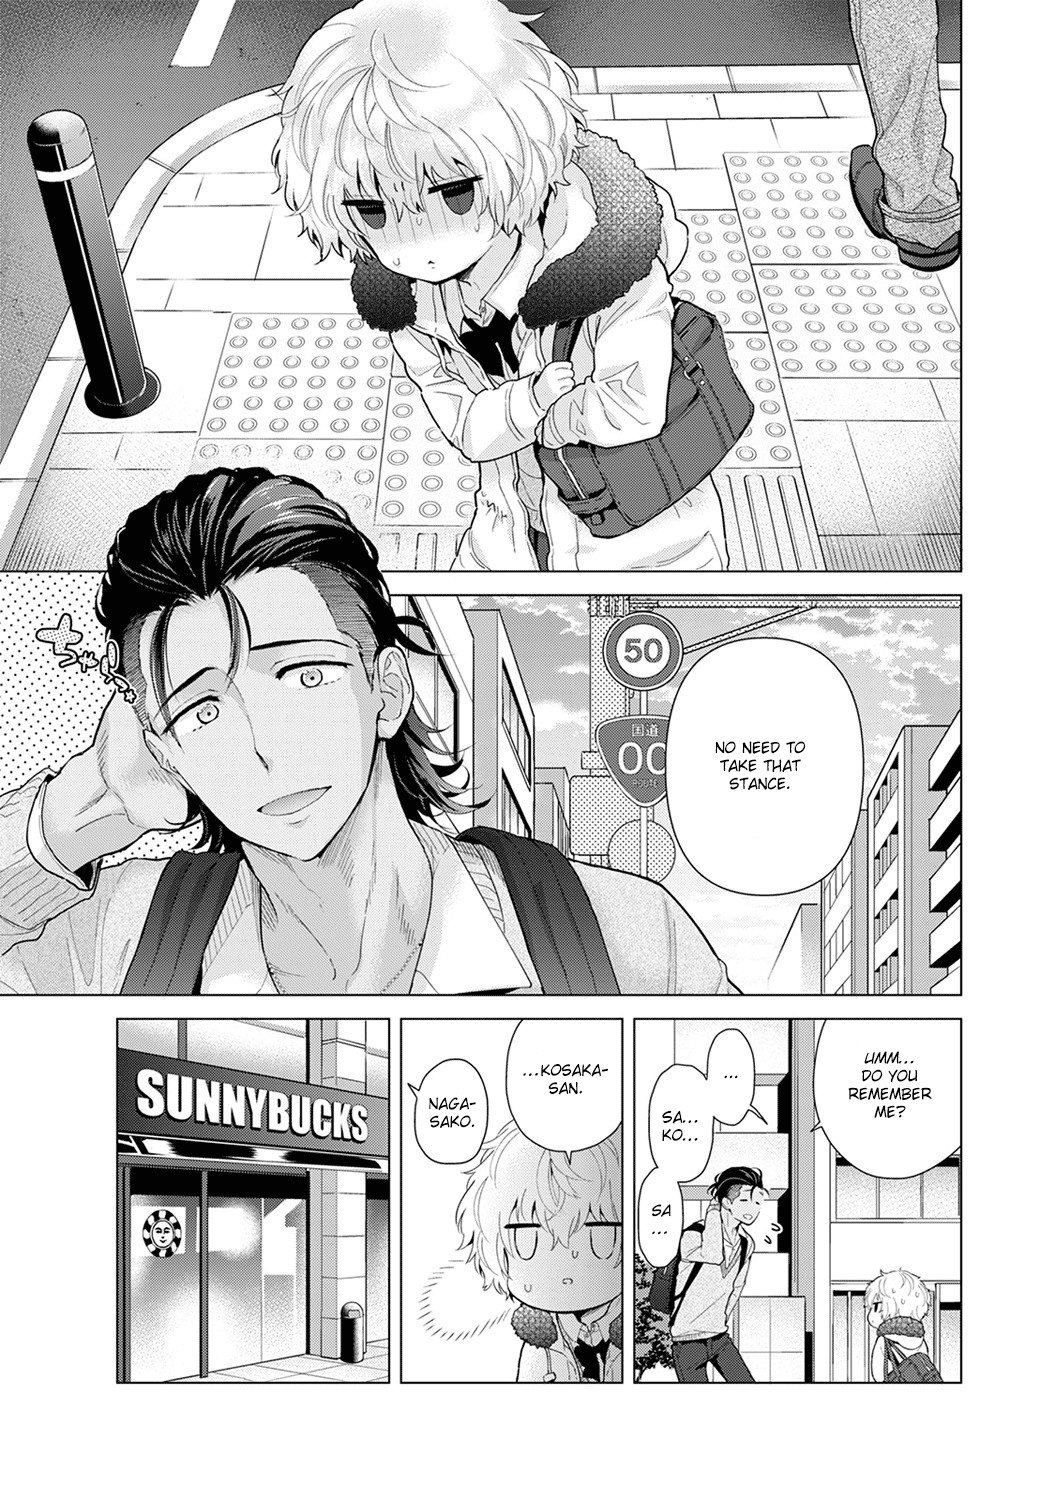 50
国道
00
ROUTE
NO NEED TO
TAKE THAT
STANCE.
UMM...
DO YOU
REMEMBER
ME?
...
SA...
KO...
SA
...
...KOSAKA-
SAN.
NAGA-
SAKO.
SUNNYBUCKS